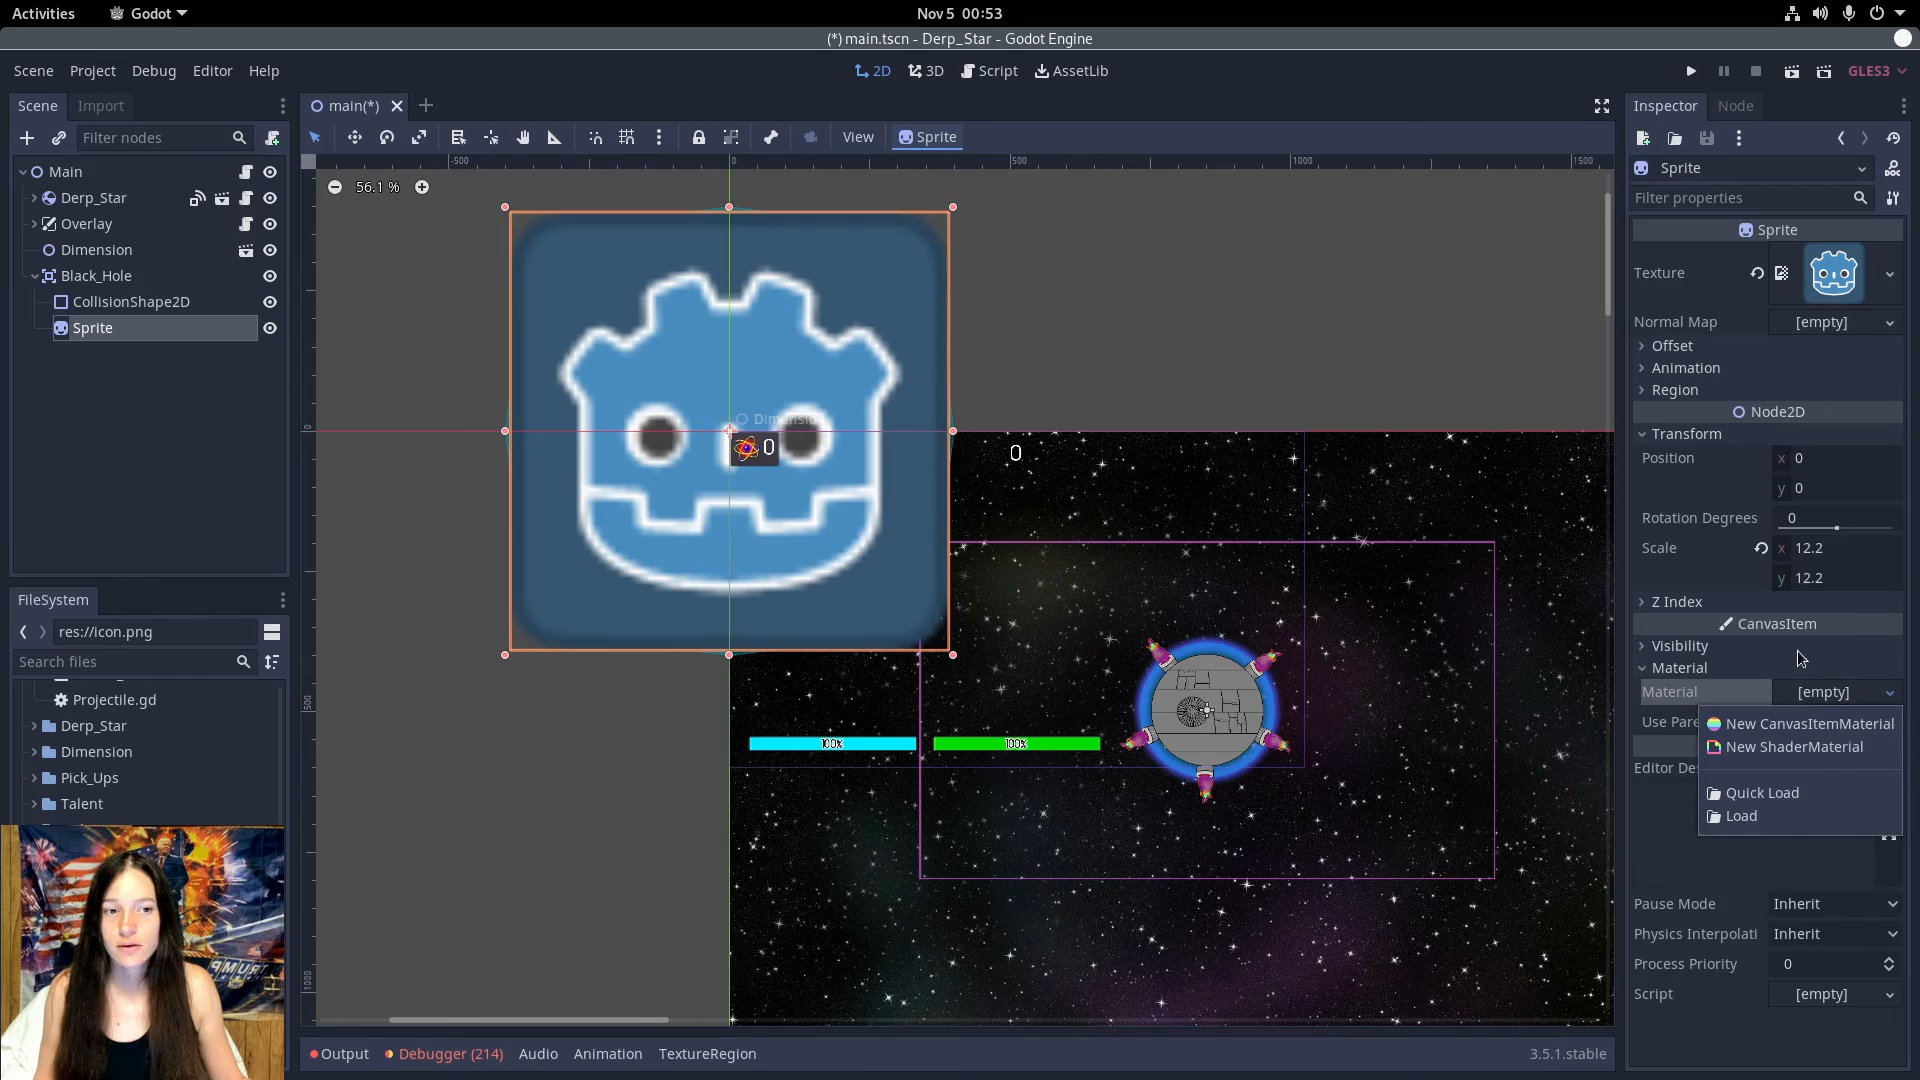 Activities
Godot
Nov 5 00:53
(*) main.tscn - Derp_Star - Godot Engine
Scene
Project
Debug
Editor
Help
2D
3D
Script
AssetLib
GLES3
Scene
Import
main(*)
Inspector
Node
Filter nodes
View
Sprite
Main
Derp_Star
Overlay
Dimension
Black_Hole
CollisionShape2D
Sprite
-500
0
500
1000
1500
56.1 %
0
500
1000
0
0
100%
100%
Sprite
Filter properties
Sprite
Texture
Normal Map
[empty]
Offset
Animation
Region
Node2D
Transform
Position
x 0
y 0
Rotation Degrees
0
Scale
x 12.2
y 12.2
Z Index
CanvasItem
Visibility
Material
Material
[empty]
New CanvasItemMaterial
Use Pare
New ShaderMaterial
Editor Des
Quick Load
Load
Pause Mode
Inherit
Physics Interpolati
Inherit
Process Priority
0
Script
[empty]
FileSystem
res://icon.png
Search files
Projectile.gd
Derp_Star
Dimension
Pick_Ups
Talent
TRUMP
Output
Debugger (214)
Audio
Animation
TextureRegion
3.5.1.stable